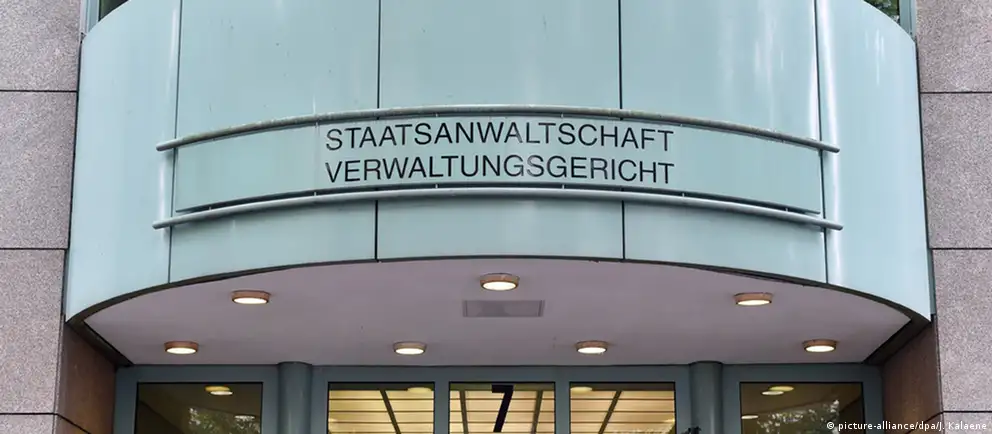 STAATSANWALTSCHAFT
VERWALTUNGSGERICHT
7
© picture-alliance/dpa/J. Kalaene